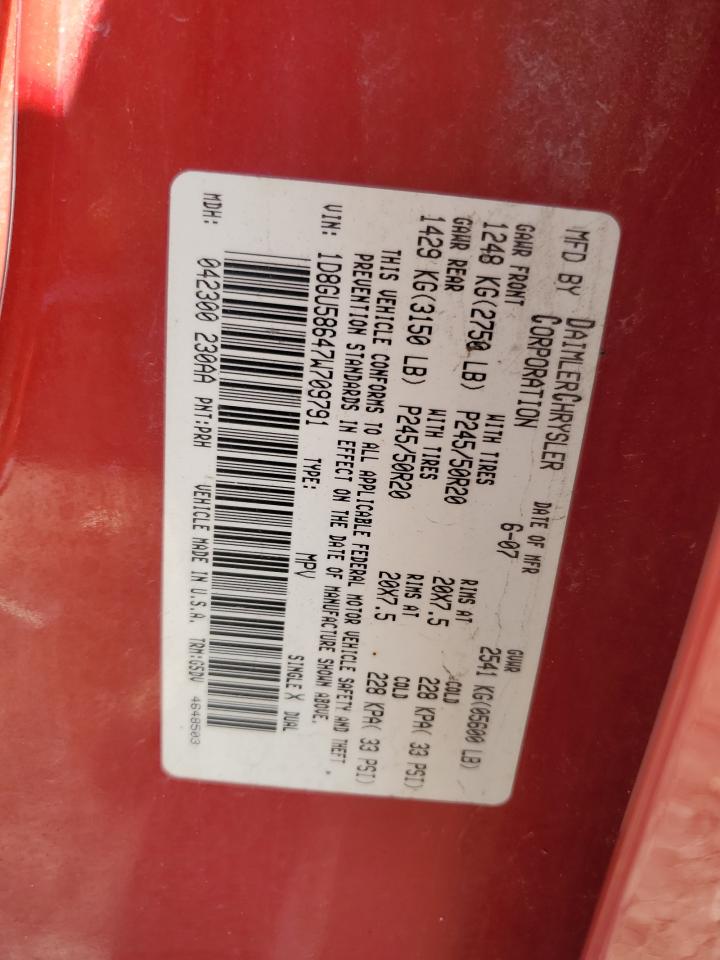 MFD BY DAIMLERCHRYSLER CORPORATION
DATE OF MFR 6-07
GVWR 2541 KG(05600 LB)
GAWR FRONT WITH TIRES RIMS AT COLD
1248 KG(2750 LB) P245/50R20 20X7.5 228 KPA( 33 PSI)
GAWR REAR WITH TIRES RIMS AT COLD
1429 KG(3150 LB) P245/50R20 20X7.5 228 KPA( 33 PSI)
THIS VEHICLE CONFORMS TO ALL APPLICABLE FEDERAL MOTOR VEHICLE SAFETY AND THEFT
PREVENTION STANDARDS IN EFFECT ON THE DATE OF MANUFACTURE SHOWN ABOVE.
VIN: 1D8GU58647W709791 TYPE: MPV SINGLE X DUAL
MDH: 042300 230AA PNT:PRH VEHICLE MADE IN U.S.A. TRM:GSDV 4648503